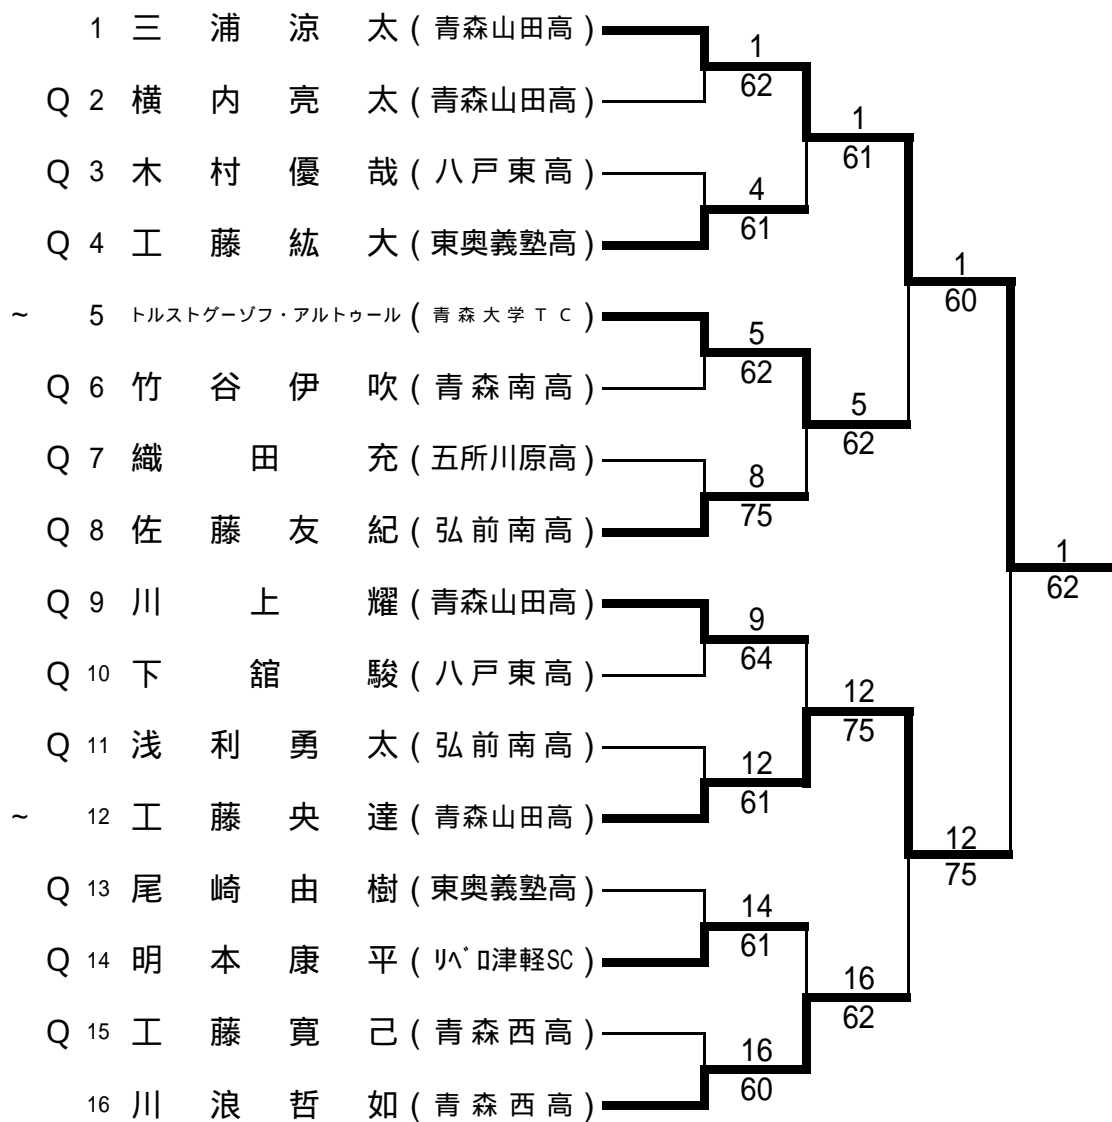 1 三浦涼太 (青森山田高)
1
62
Q 2 横内亮太 (青森山田高)
1
61
Q 3 木村優哉 (八戸東高)
4
61
Q 4 工藤紘大 (東奥義塾高)
1
60
~ 5 トルストグーゾフ・アルトゥール (青森大学TC)
5
62
Q 6 竹谷伊吹 (青森南高)
5
62
Q 7 織田充 (五所川原高)
8
75
Q 8 佐藤友紀 (弘前南高)
1
62
Q 9 川上耀 (青森山田高)
9
64
Q 10 下舘駿 (八戸東高)
12
75
Q 11 浅利勇太 (弘前南高)
12
61
~ 12 工藤央達 (青森山田高)
12
75
Q 13 尾崎由樹 (東奥義塾高)
14
61
Q 14 明本康平 (リベロ津軽SC)
16
62
Q 15 工藤寛己 (青森西高)
16
60
16 川浪哲如 (青森西高)